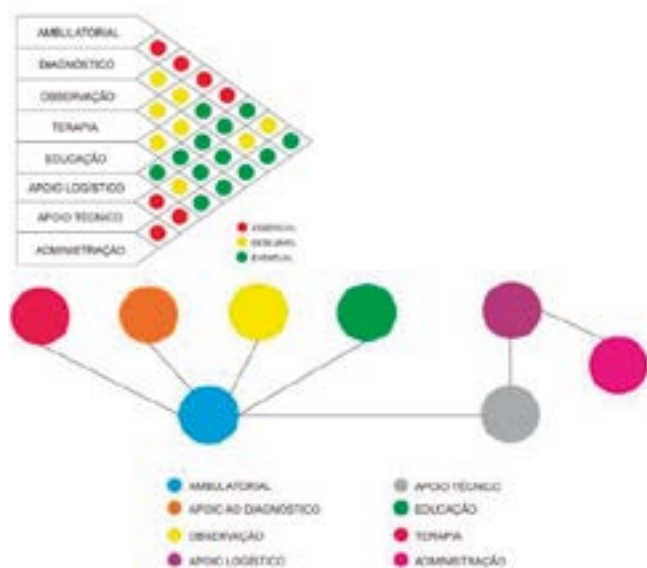 AMBULATORIAL
DIAGNÓSTICO
OBSERVAÇÃO
TERAPIA
EDUCAÇÃO
APOIO LOGÍSTICO
APOIO TÉCNICO
ADMINISTRAÇÃO
ESSENCIAL
DESEJÁVEL
EVENTUAL
AMBULATORIAL
APOIO AO DIAGNÓSTICO
OBSERVAÇÃO
APOIO LOGÍSTICO
APOIO TÉCNICO
EDUCAÇÃO
TERAPIA
ADMINISTRAÇÃO